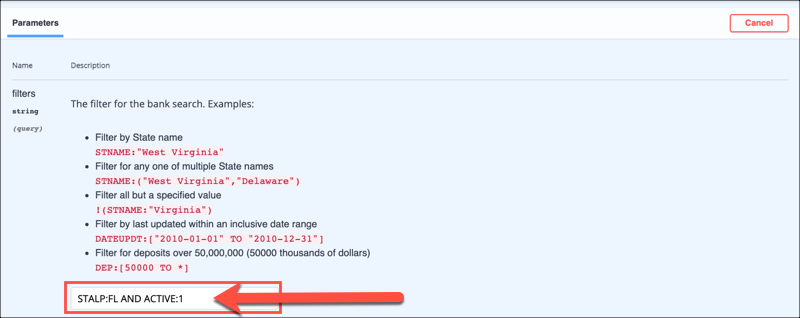 Parameters
Cancel
Name Description
filters
string
(query)
The filter for the bank search. Examples:
Filter by State name
STNAME:"West Virginia"
Filter for any one of multiple State names
STNAME:("West Virginia","Delaware")
Filter all but a specified value
!(STNAME:"Virginia")
Filter by last updated within an inclusive date range
DATEUPDT:["2010-01-01" TO "2010-12-31"]
Filter for deposits over 50,000,000 (50000 thousands of dollars)
DEP:[50000 TO *]
STALP:FL AND ACTIVE:1